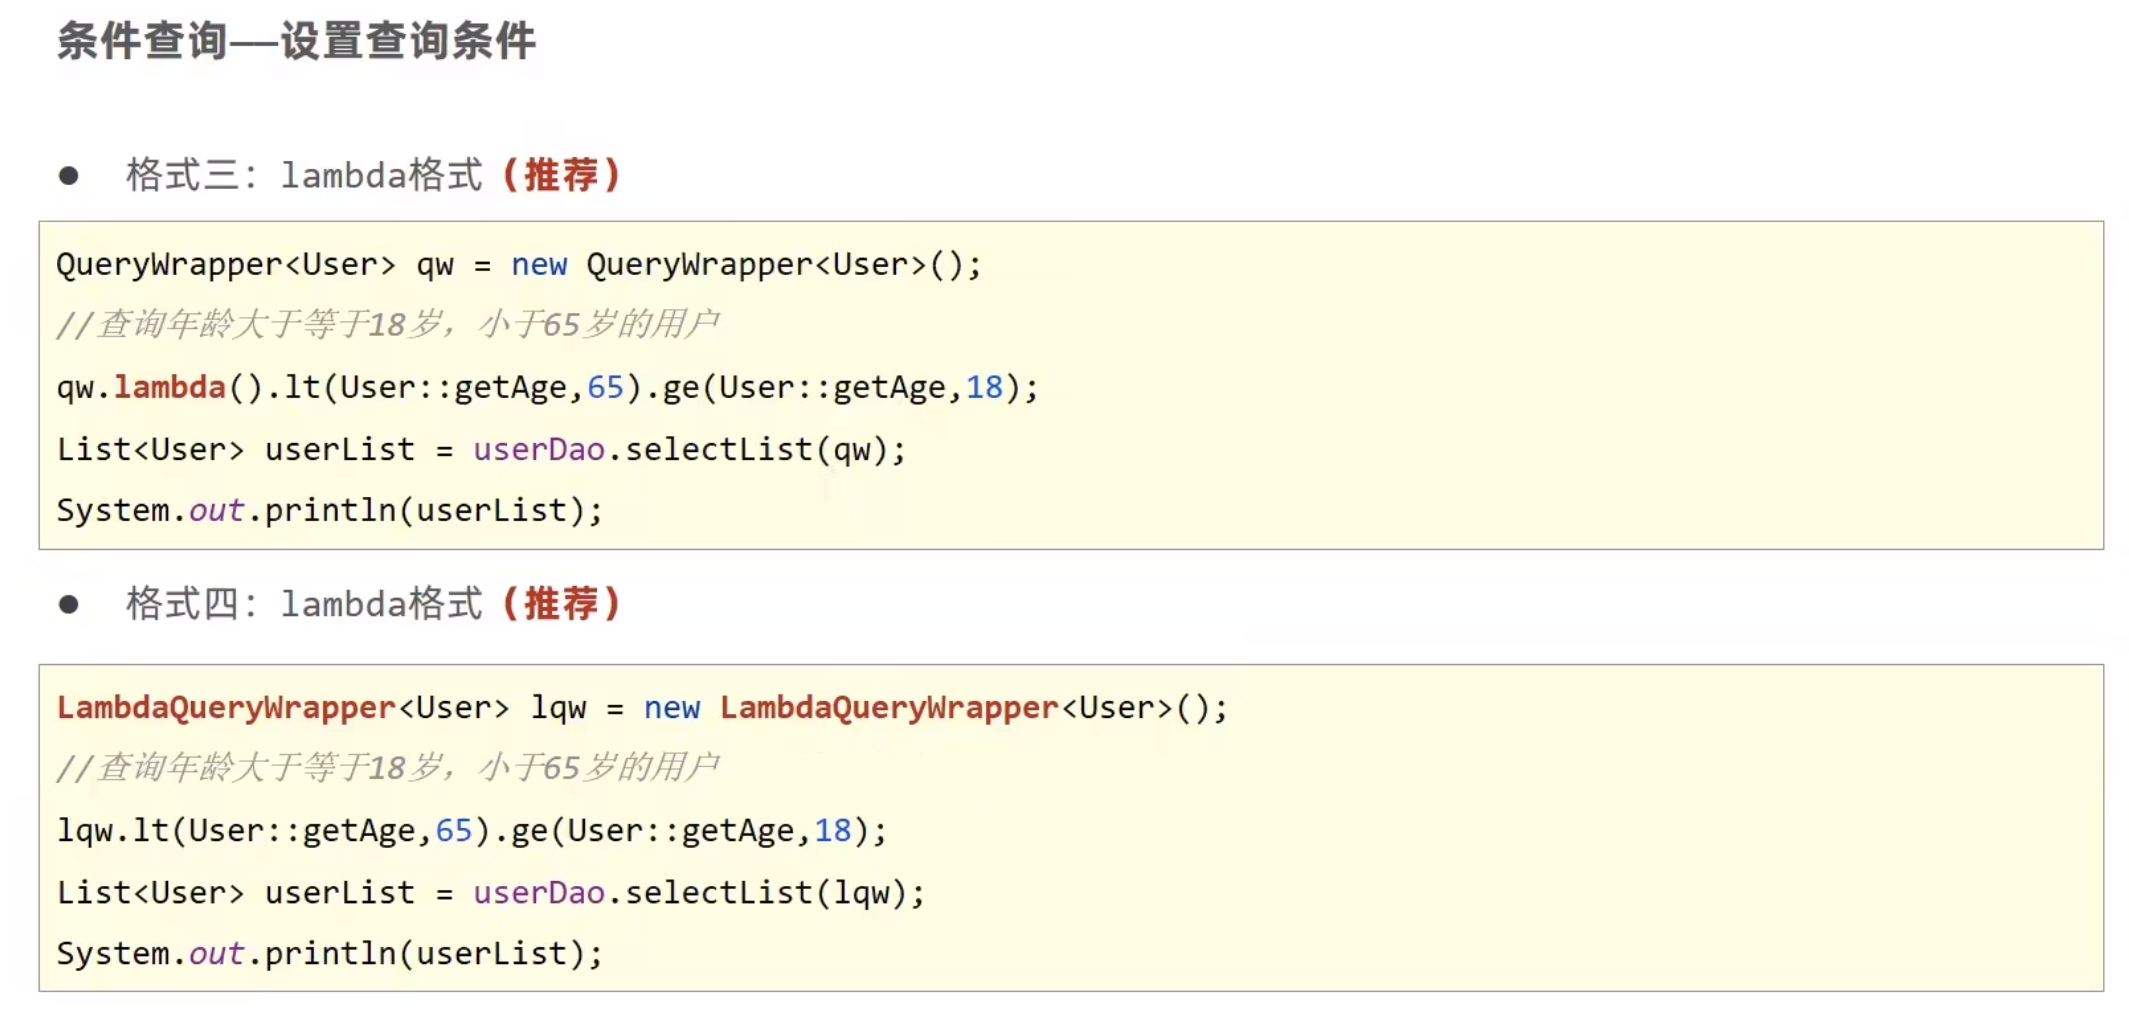 条件查询——设置查询条件
● 格式三：lambda格式（推荐）
QueryWrapper<User> qw = new QueryWrapper<User>();
//查询年龄大于等于18岁，小于65岁的用户
qw.lambda().lt(User::getAge,65).ge(User::getAge,18);
List<User> userList = userDao.selectList(qw);
System.out.println(userList);
● 格式四：lambda格式（推荐）
LambdaQueryWrapper<User> lqw = new LambdaQueryWrapper<User>();
//查询年龄大于等于18岁，小于65岁的用户
lqw.lt(User::getAge,65).ge(User::getAge,18);
List<User> userList = userDao.selectList(lqw);
System.out.println(userList);